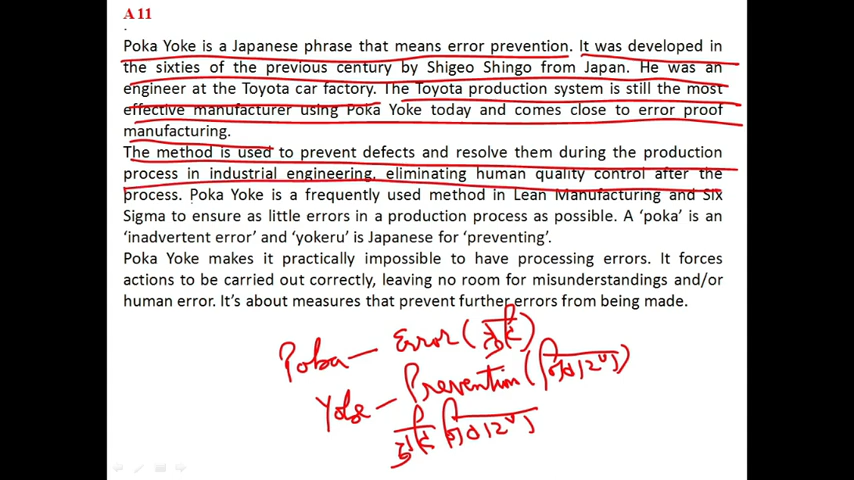 A 11
Poka Yoke is a Japanese phrase that means error prevention. It was developed in
the sixties of the previous century by Shigeo Shingo from Japan. He was an
engineer at the Toyota car factory. The Toyota production system is still the most
effective manufacturer using Poka Yoke today and comes close to error proof
manufacturing.
The method is used to prevent defects and resolve them during the production
process in industrial engineering, eliminating human quality control after the
process. Poka Yoke is a frequently used method in Lean Manufacturing and Six
Sigma to ensure as little errors in a production process as possible. A ‘poka’ is an
‘inadvertent error’ and ‘yokeru’ is Japanese for ‘preventing’.
Poka Yoke makes it practically impossible to have processing errors. It forces
actions to be carried out correctly, leaving no room for misunderstandings and/or
human error. It’s about measures that prevent further errors from being made.
Poka — Error (त्रुटि)
Yoke — Prevention (निवारण)
त्रुटि निवारण